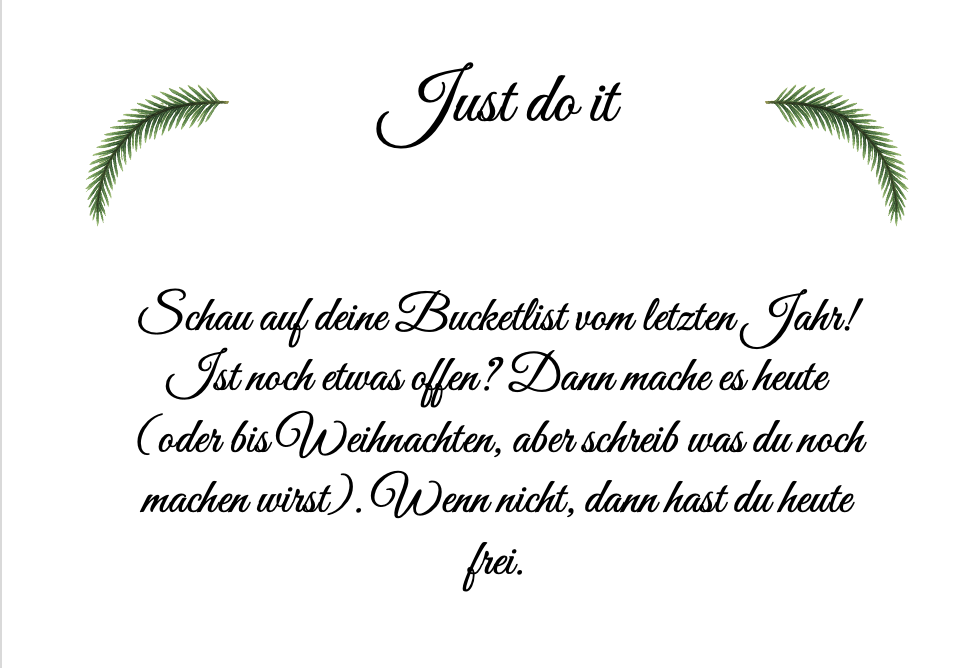 Just do it
Schau auf deine Bucketlist vom letzten Jahr!
Ist noch etwas offen? Dann mache es heute
(oder bis Weihnachten, aber schreib was du noch
machen wirst). Wenn nicht, dann hast du heute
frei.